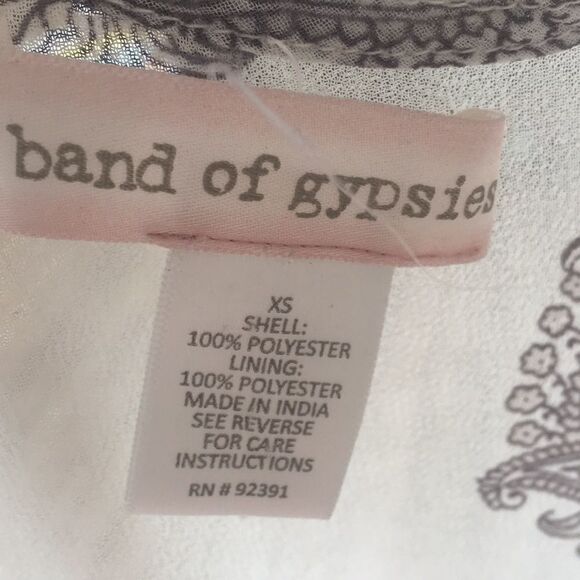 band of gypsies
XS
SHELL:
100% POLYESTER
LINING:
100% POLYESTER
MADE IN INDIA
SEE REVERSE
FOR CARE
INSTRUCTIONS
RN # 92391